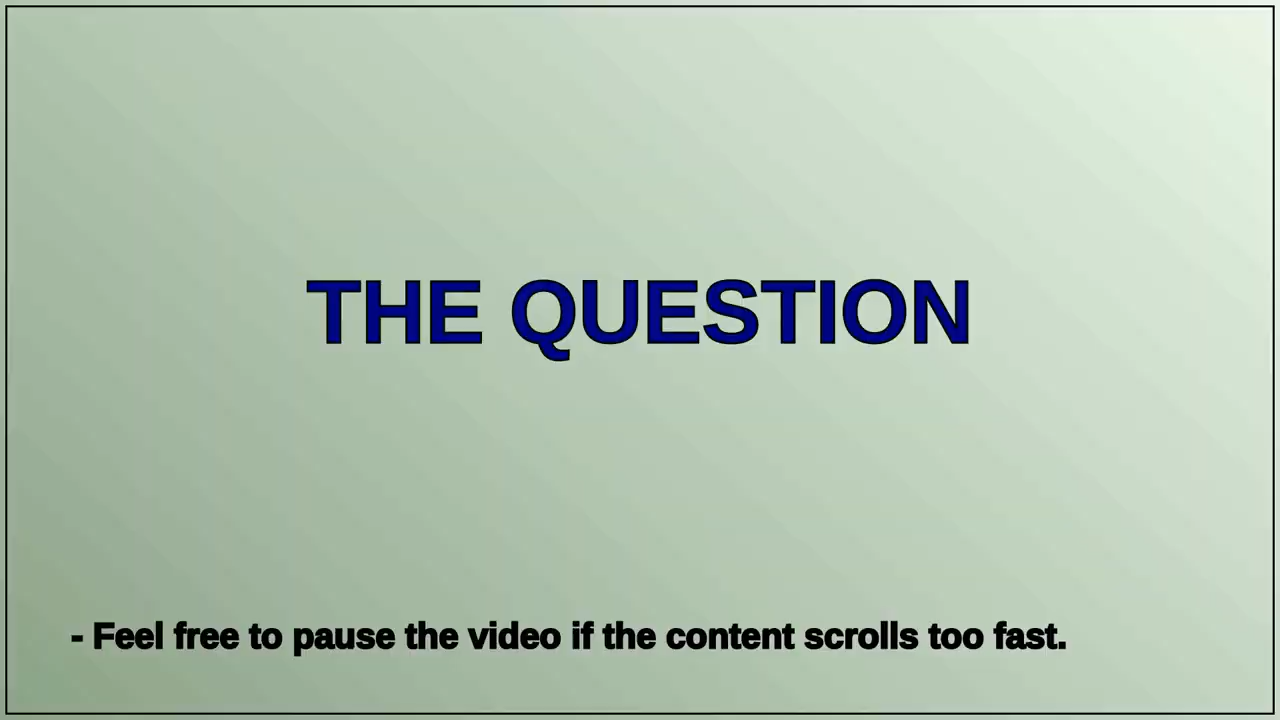 THE QUESTION
- Feel free to pause the video if the content scrolls too fast.